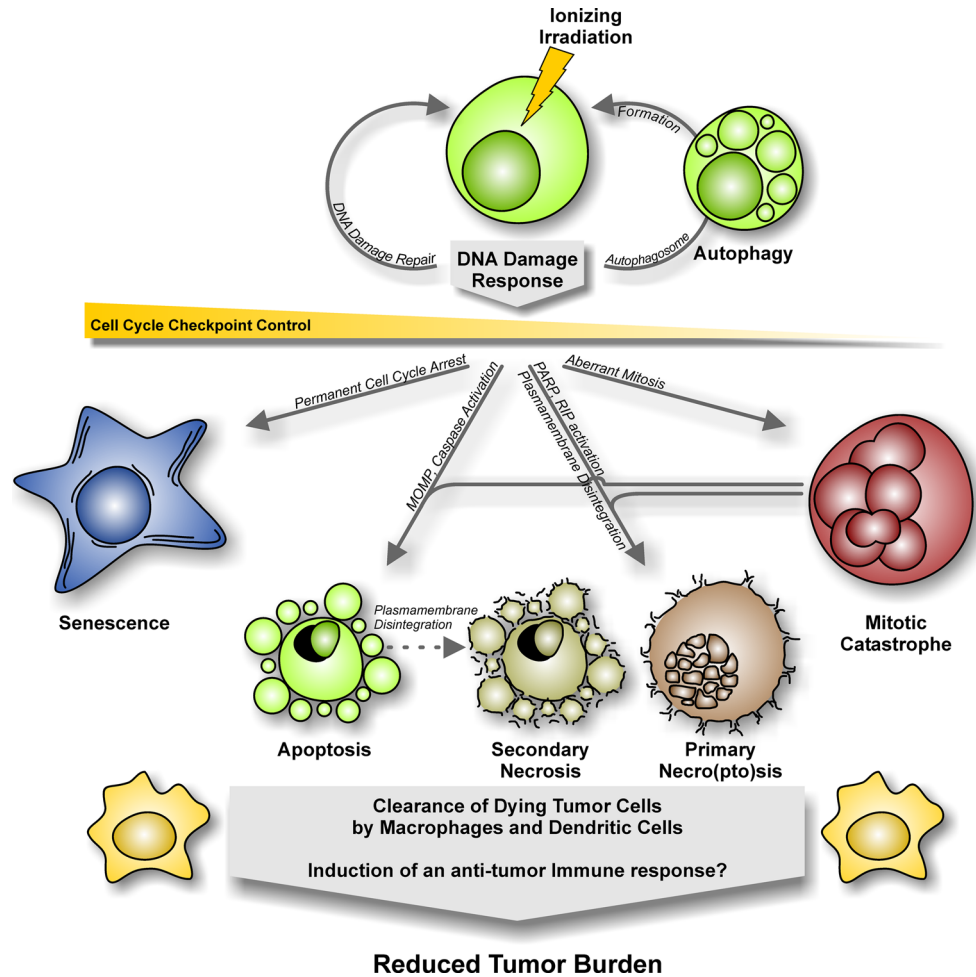 Ionizing
Irradiation
Formation
DNA Damage Repair
Autophagosome
Autophagy
DNA Damage
Response
Cell Cycle Checkpoint Control
Permanent Cell Cycle Arrest
MOMP, Caspase Activation
PARP, RIP activation
Plasmamembrane Disintegration
Aberrant Mitosis
Senescence
Mitotic
Catastrophe
Plasmamembrane
Disintegration
Apoptosis
Secondary
Necrosis
Primary
Necro(pto)sis
Clearance of Dying Tumor Cells
by Macrophages and Dendritic Cells
Induction of an anti-tumor Immune response?
Reduced Tumor Burden